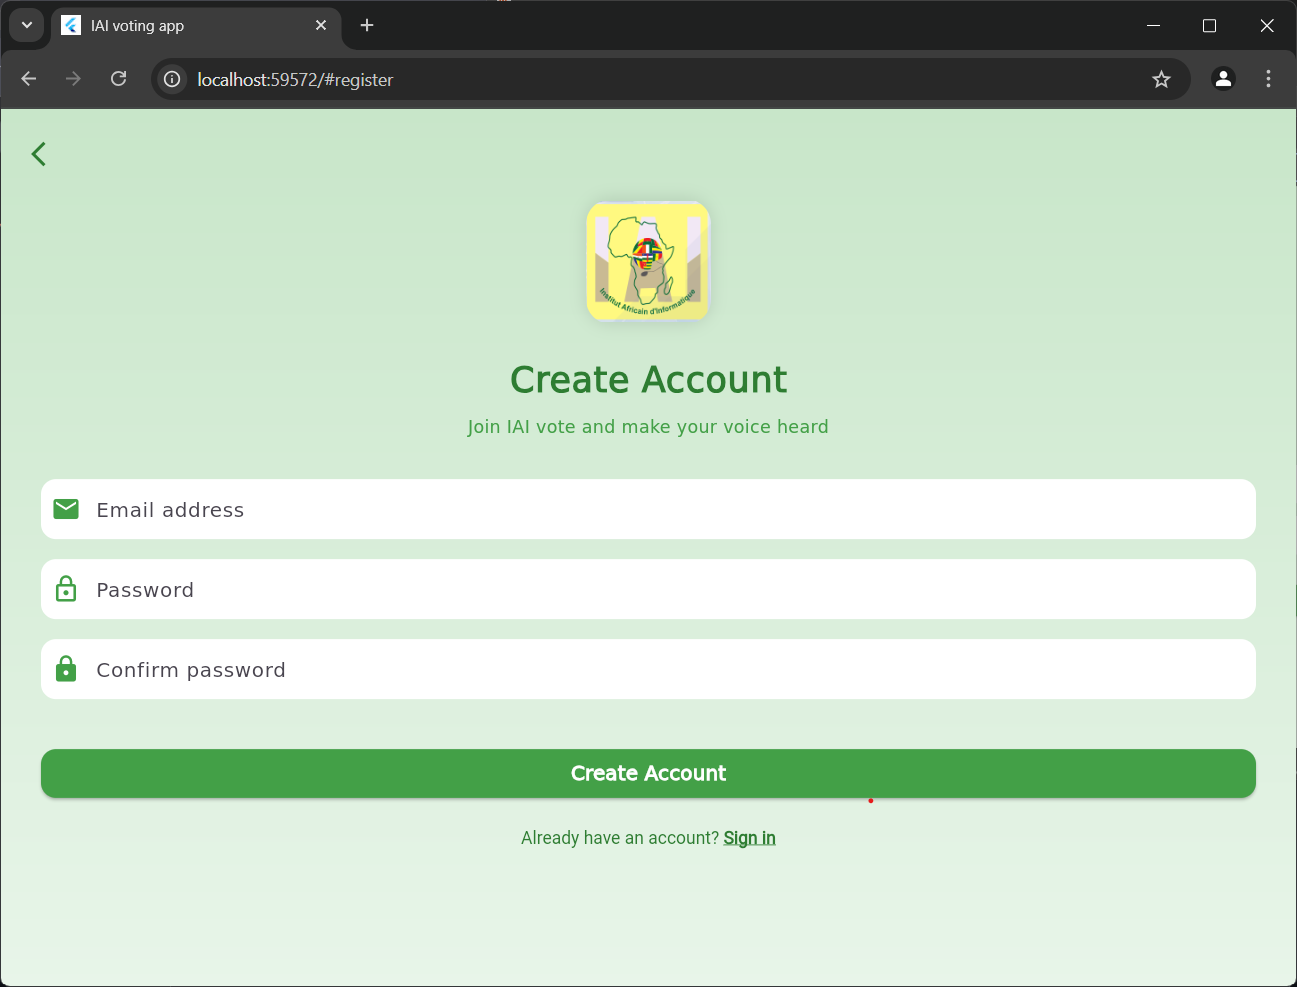 IAI voting app
localhost:59572/#register
IAI
Institut Africain d'Informatique
Create Account
Join IAI vote and make your voice heard
Email address
Password
Confirm password
Create Account
Already have an account? Sign in